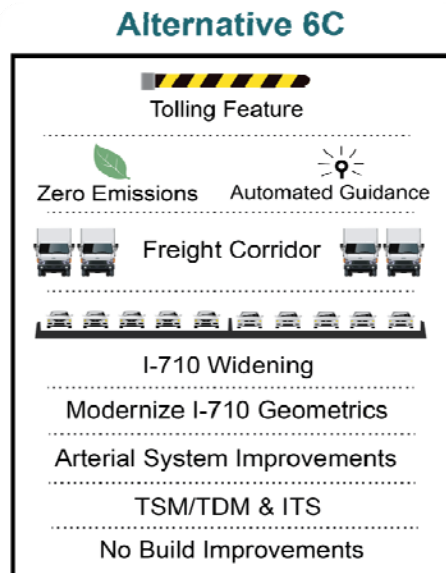 Alternative 6C
Tolling Feature
Zero Emissions Automated Guidance
Freight Corridor
I-710 Widening
Modernize I-710 Geometrics
Arterial System Improvements
TSM/TDM & ITS
No Build Improvements